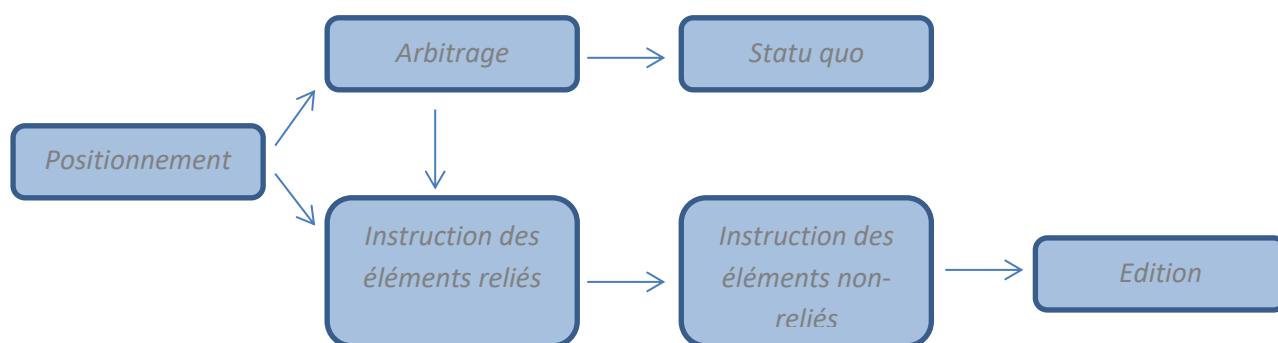 Arbitrage
Statu quo
Positionnement
Instruction des
éléments reliés
Instruction des
éléments non-
reliés
Edition